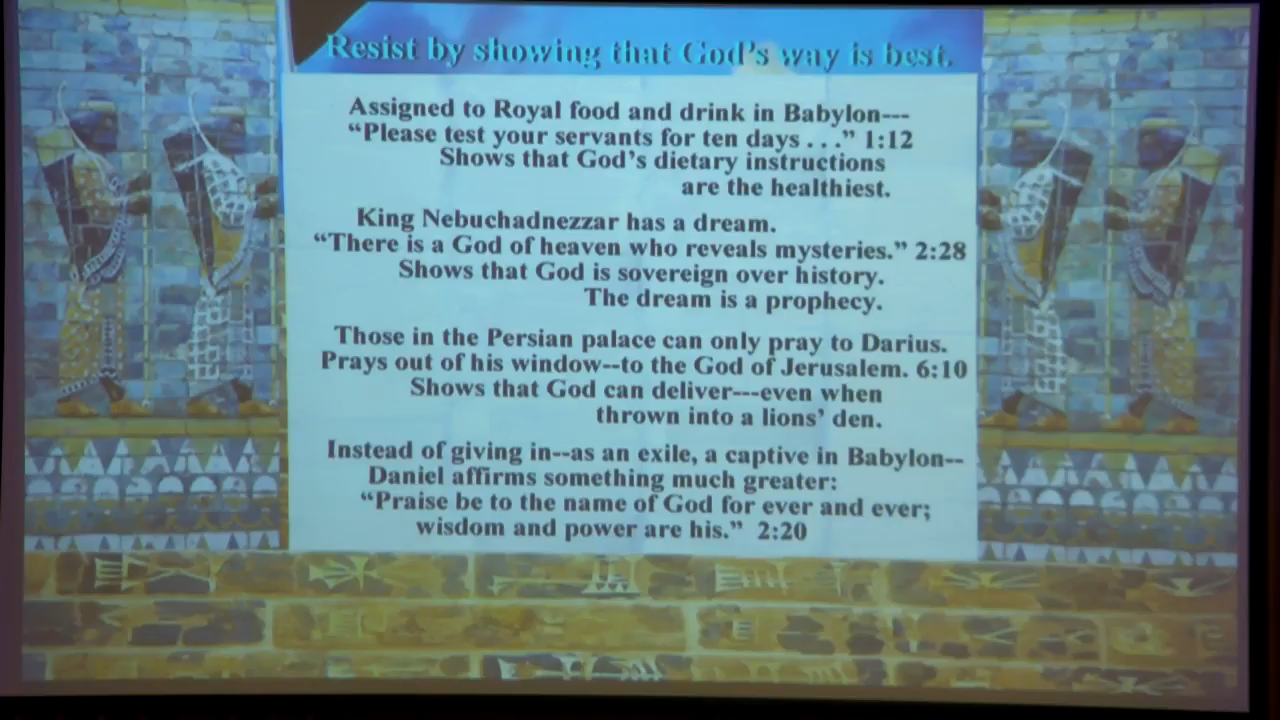 Resist by showing that God's way is best.
Assigned to Royal food and drink in Babylon---
“Please test your servants for ten days . . .” 1:12
Shows that God's dietary instructions
are the healthiest.
King Nebuchadnezzar has a dream.
“There is a God of heaven who reveals mysteries.” 2:28
Shows that God is sovereign over history.
The dream is a prophecy.
Those in the Persian palace can only pray to Darius.
Prays out of his window--to the God of Jerusalem. 6:10
Shows that God can deliver---even when
thrown into a lions’ den.
Instead of giving in--as an exile, a captive in Babylon--
Daniel affirms something much greater:
“Praise be to the name of God for ever and ever;
wisdom and power are his.” 2:20